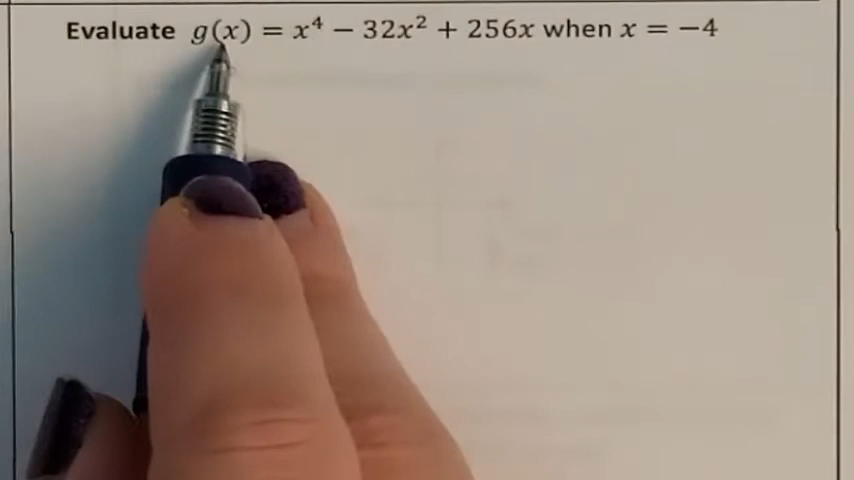 Evaluate g(x) = x⁴ − 32x² + 256x when x = −4